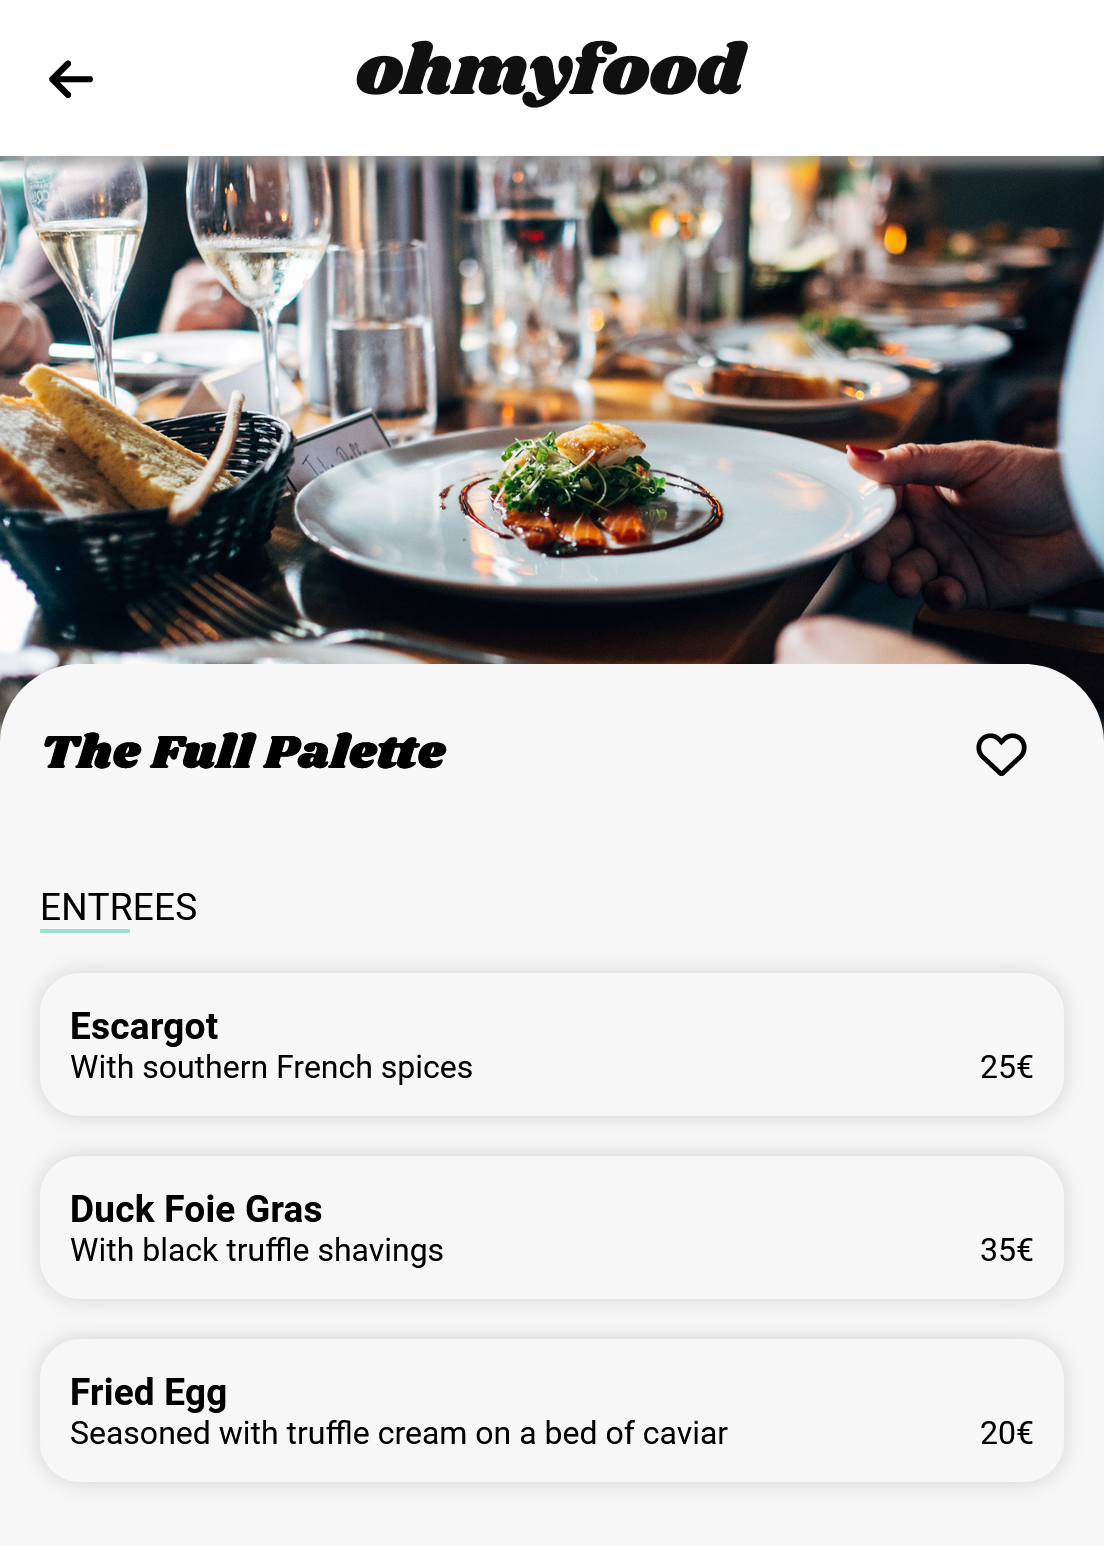 ohmyfood
The Full Palette
ENTREES
Escargot
With southern French spices
25€
Duck Foie Gras
With black truffle shavings
35€
Fried Egg
Seasoned with truffle cream on a bed of caviar
20€